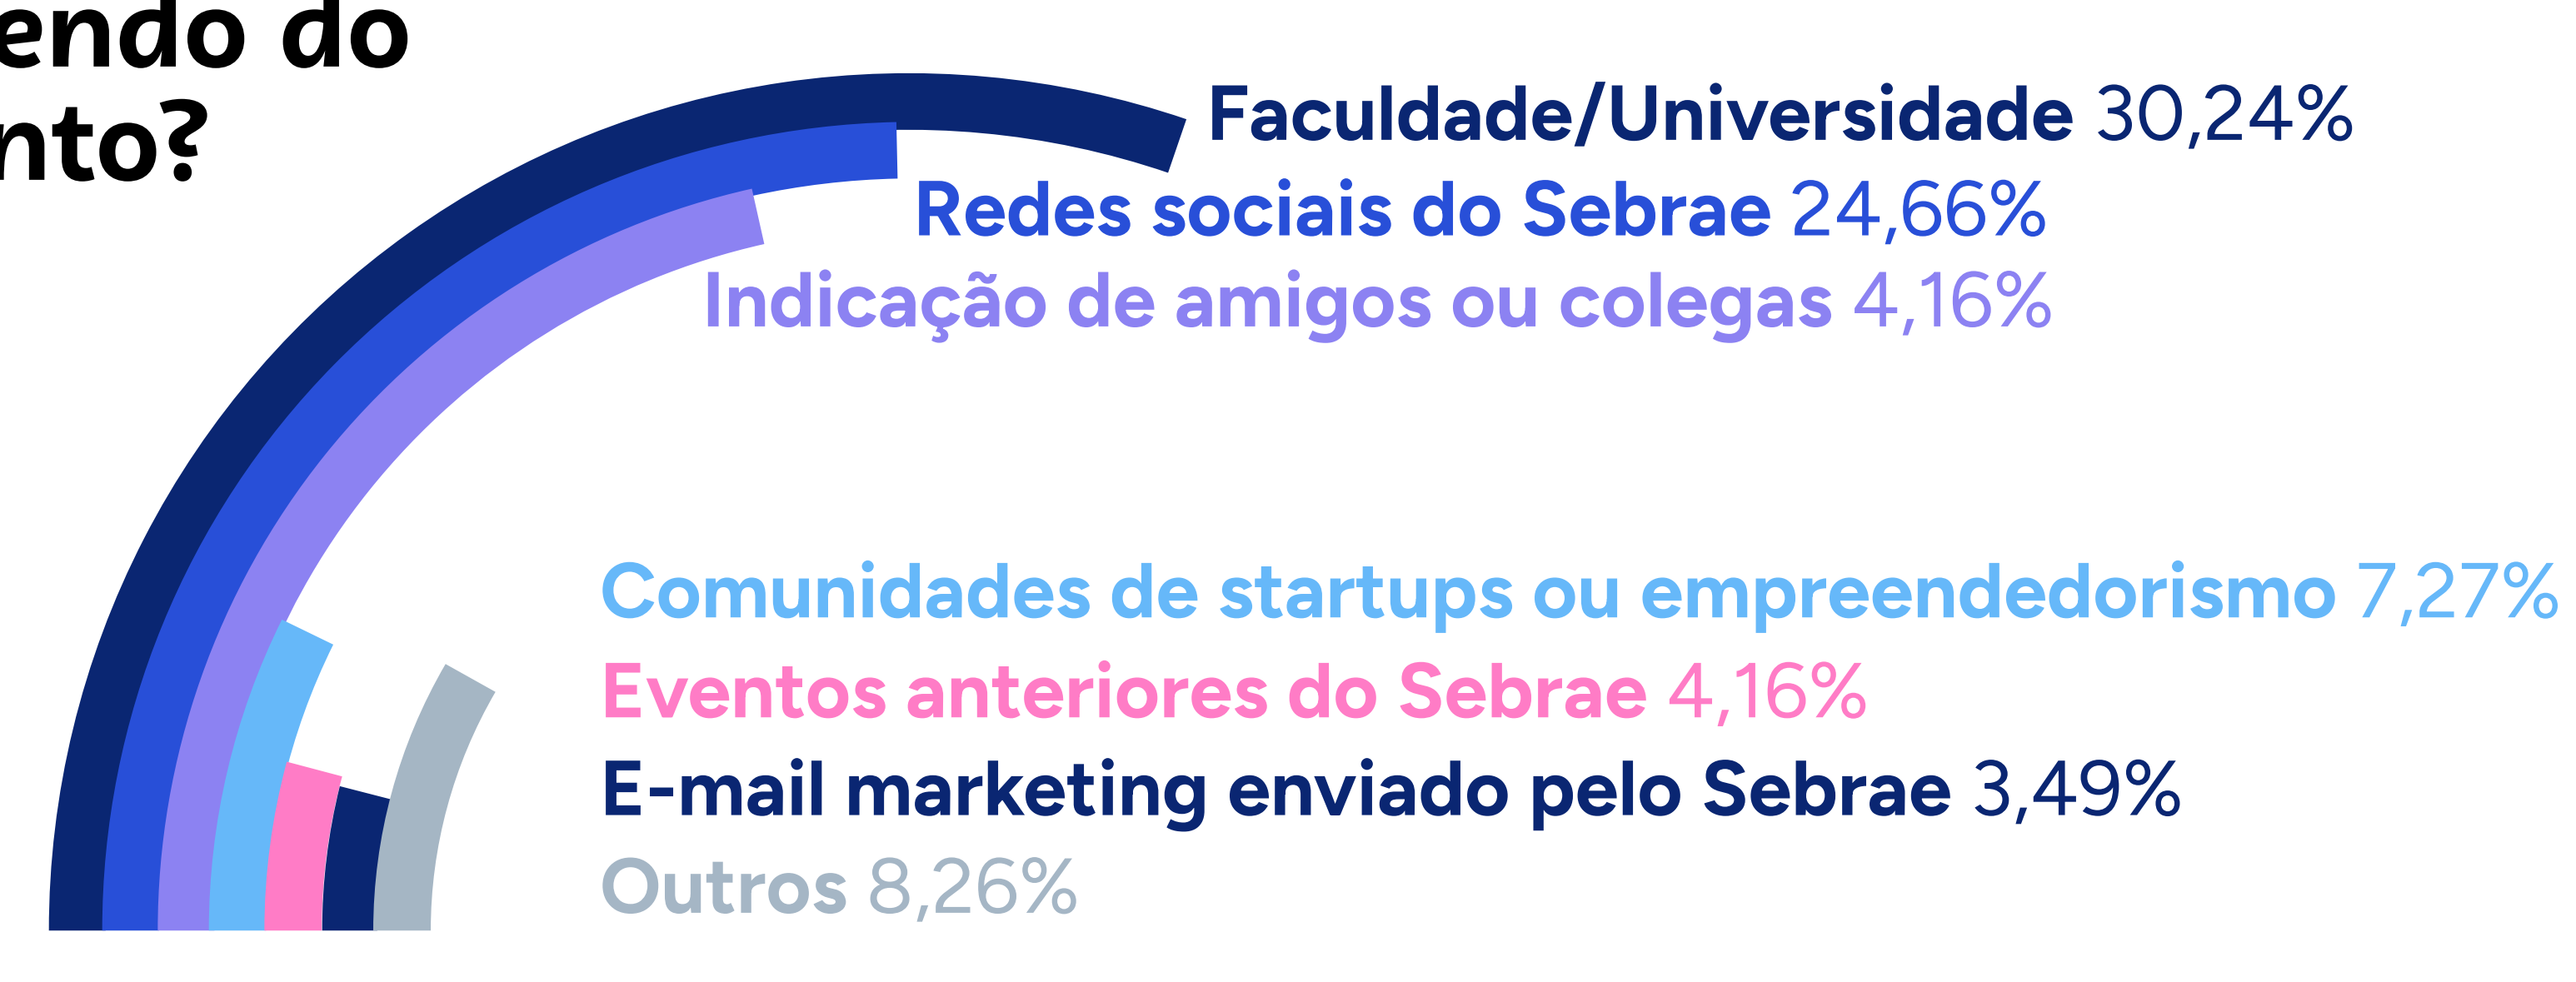 endo do
nto?
Faculdade/Universidade 30,24%
Redes sociais do Sebrae 24,66%
Indicação de amigos ou colegas 4,16%
Comunidades de startups ou empreendedorismo 7,27%
Eventos anteriores do Sebrae 4,16%
E-mail marketing enviado pelo Sebrae 3,49%
Outros 8,26%